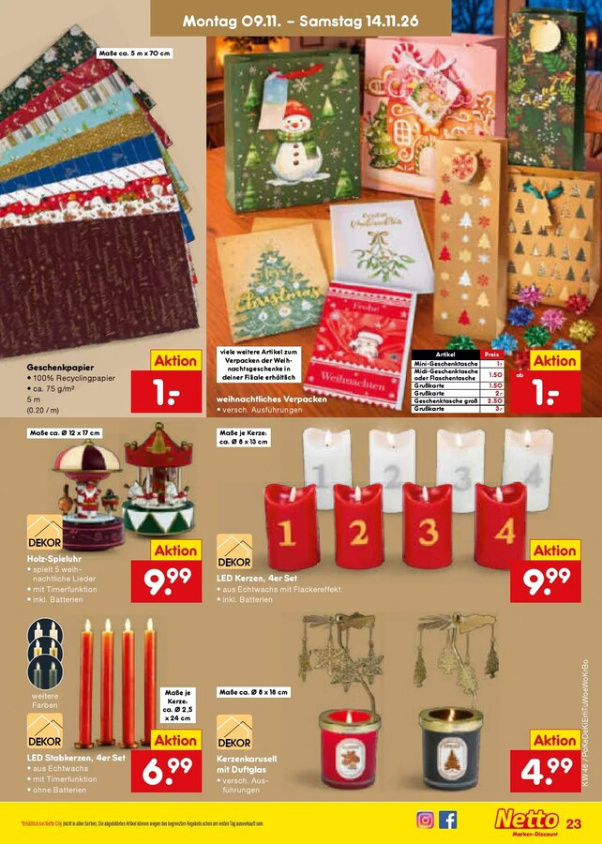 Montag 09.11. – Samstag 14.11.26
Maße ca. 5 m x 70 cm
Geschenkpapier
• 100% Recyclingpapier
• ca. 75 g/m²
5 m
(0.20 / m)
Aktion
1.-
Merry
Christmas
Frohe
Weihnachten
viele weitere Artikel zum
Verpacken der Weih-
nachtsgeschenke in
deiner Filiale erhältlich
weihnachtliches Verpacken
• versch. Ausführungen
Artikel Preis
Mini-Geschenktasche 1.-
Midi-Geschenktasche
oder Flaschentasche 1.50
Grußkarte 1.50
Grußkarte 2.-
Geschenktasche groß 2.50
Grußkarte 3.-
Aktion
ab
1.-
Maße ca. Ø 12 x 17 cm
DEKOR
Holz-Spieluhr
• spielt 5 weih-
nachtliche Lieder
• mit Timerfunktion
• inkl. Batterien
Aktion
9.99
Maße je Kerze:
ca. Ø 8 x 13 cm
1 2 3 4
1 2 3 4
DEKOR
LED Kerzen, 4er Set
• aus Echtwachs mit Flackereffekt
• inkl. Batterien
Aktion
9.99
weitere
Farben
Maße je
Kerze:
ca. Ø 2,5
x 24 cm
DEKOR
LED Stabkerzen, 4er Set
• aus Echtwachs
• mit Timerfunktion
• ohne Batterien
Aktion
6.99
Maße ca. Ø 8 x 18 cm
DEKOR
Kerzenkarusell
mit Duftglas
• versch. Aus-
führungen
Aktion
4.99
Netto
Marken-Discount
23